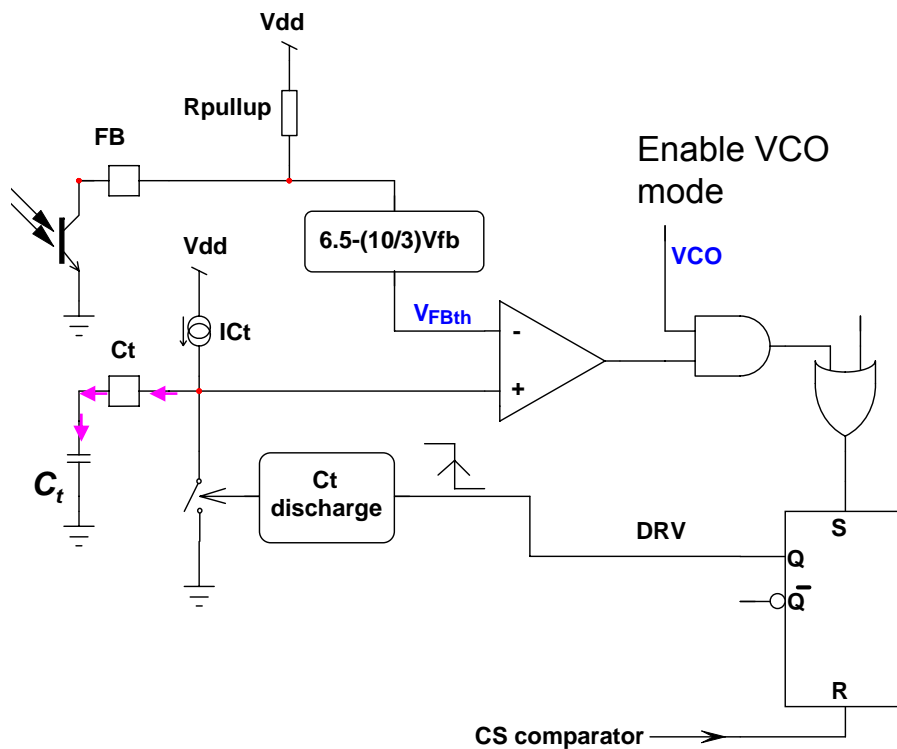 Vdd
Rpullup
FB
Enable VCO
mode
6.5-(10/3)Vfb
Vdd
VCO
VFBth
-
ICt
Ct
+
Ct
Ct
discharge
DRV
S
Q
Q̅
R
CS comparator